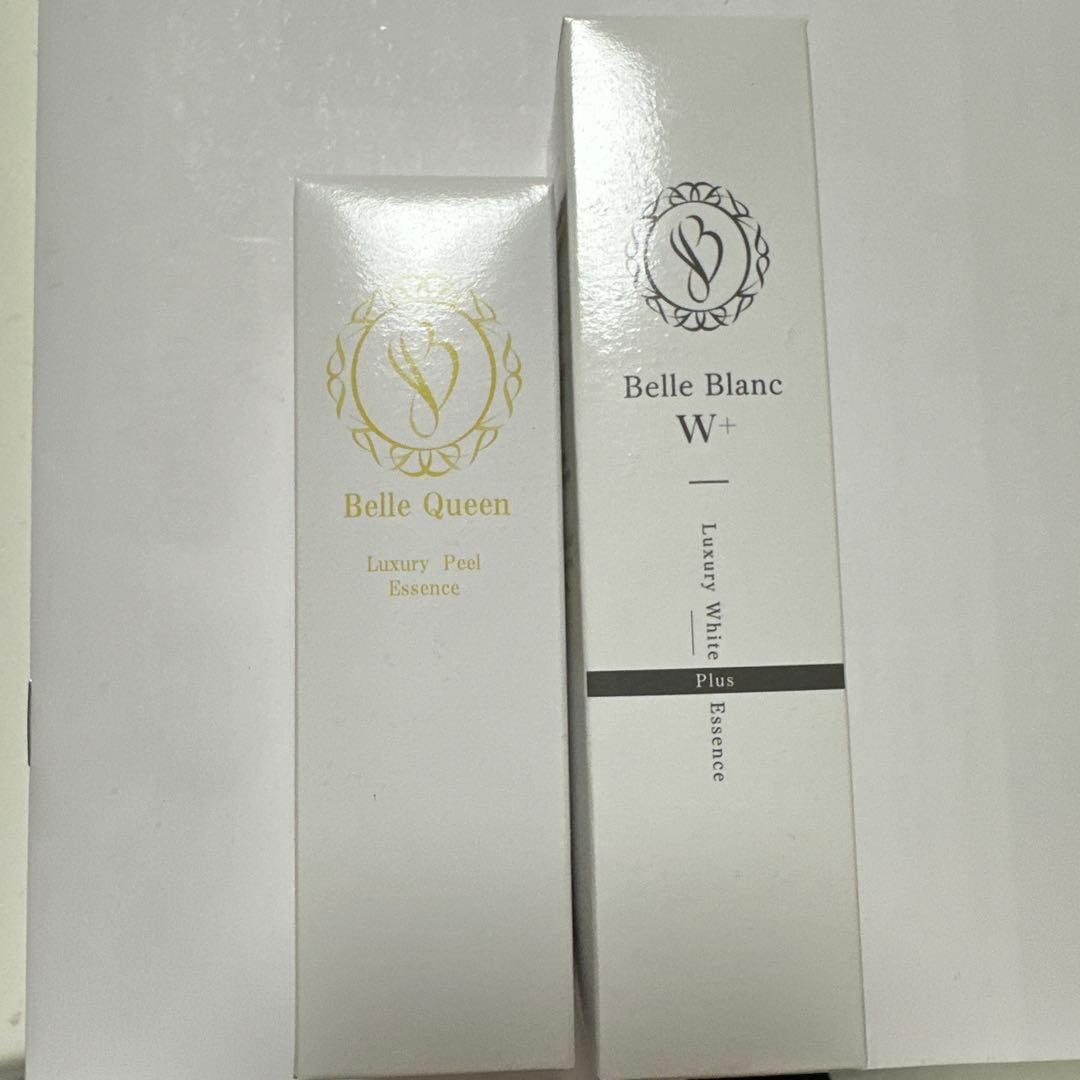 Belle Queen
Luxury Peel
Essence
Belle Blanc
W+
Luxury White
Plus
Essence